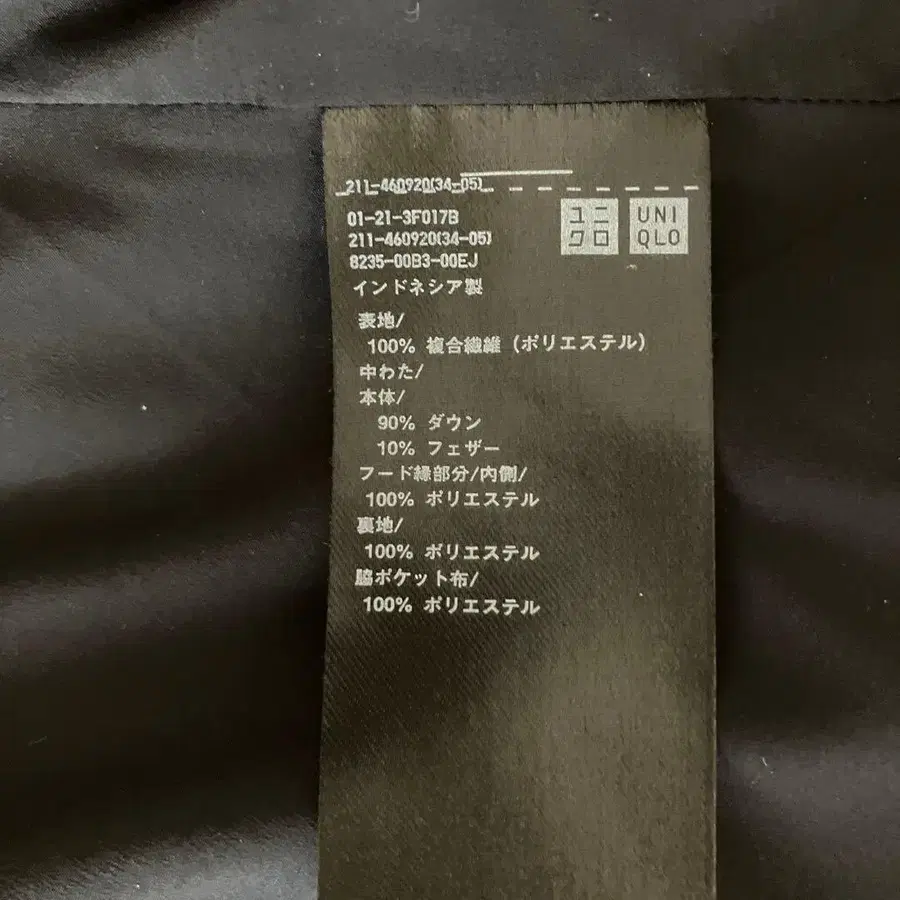 211-460920(34-05)
01-21-3F017B
211-460920(34-05)
8235-00B3-00EJ
ユニクロ
UNIQLO
インドネシア製
表地/
100% 複合繊維 (ポリエステル)
中わた/
本体/
90% ダウン
10% フェザー
フード縁部分/内側/
100% ポリエステル
裏地/
100% ポリエステル
脇ポケット布/
100% ポリエステル